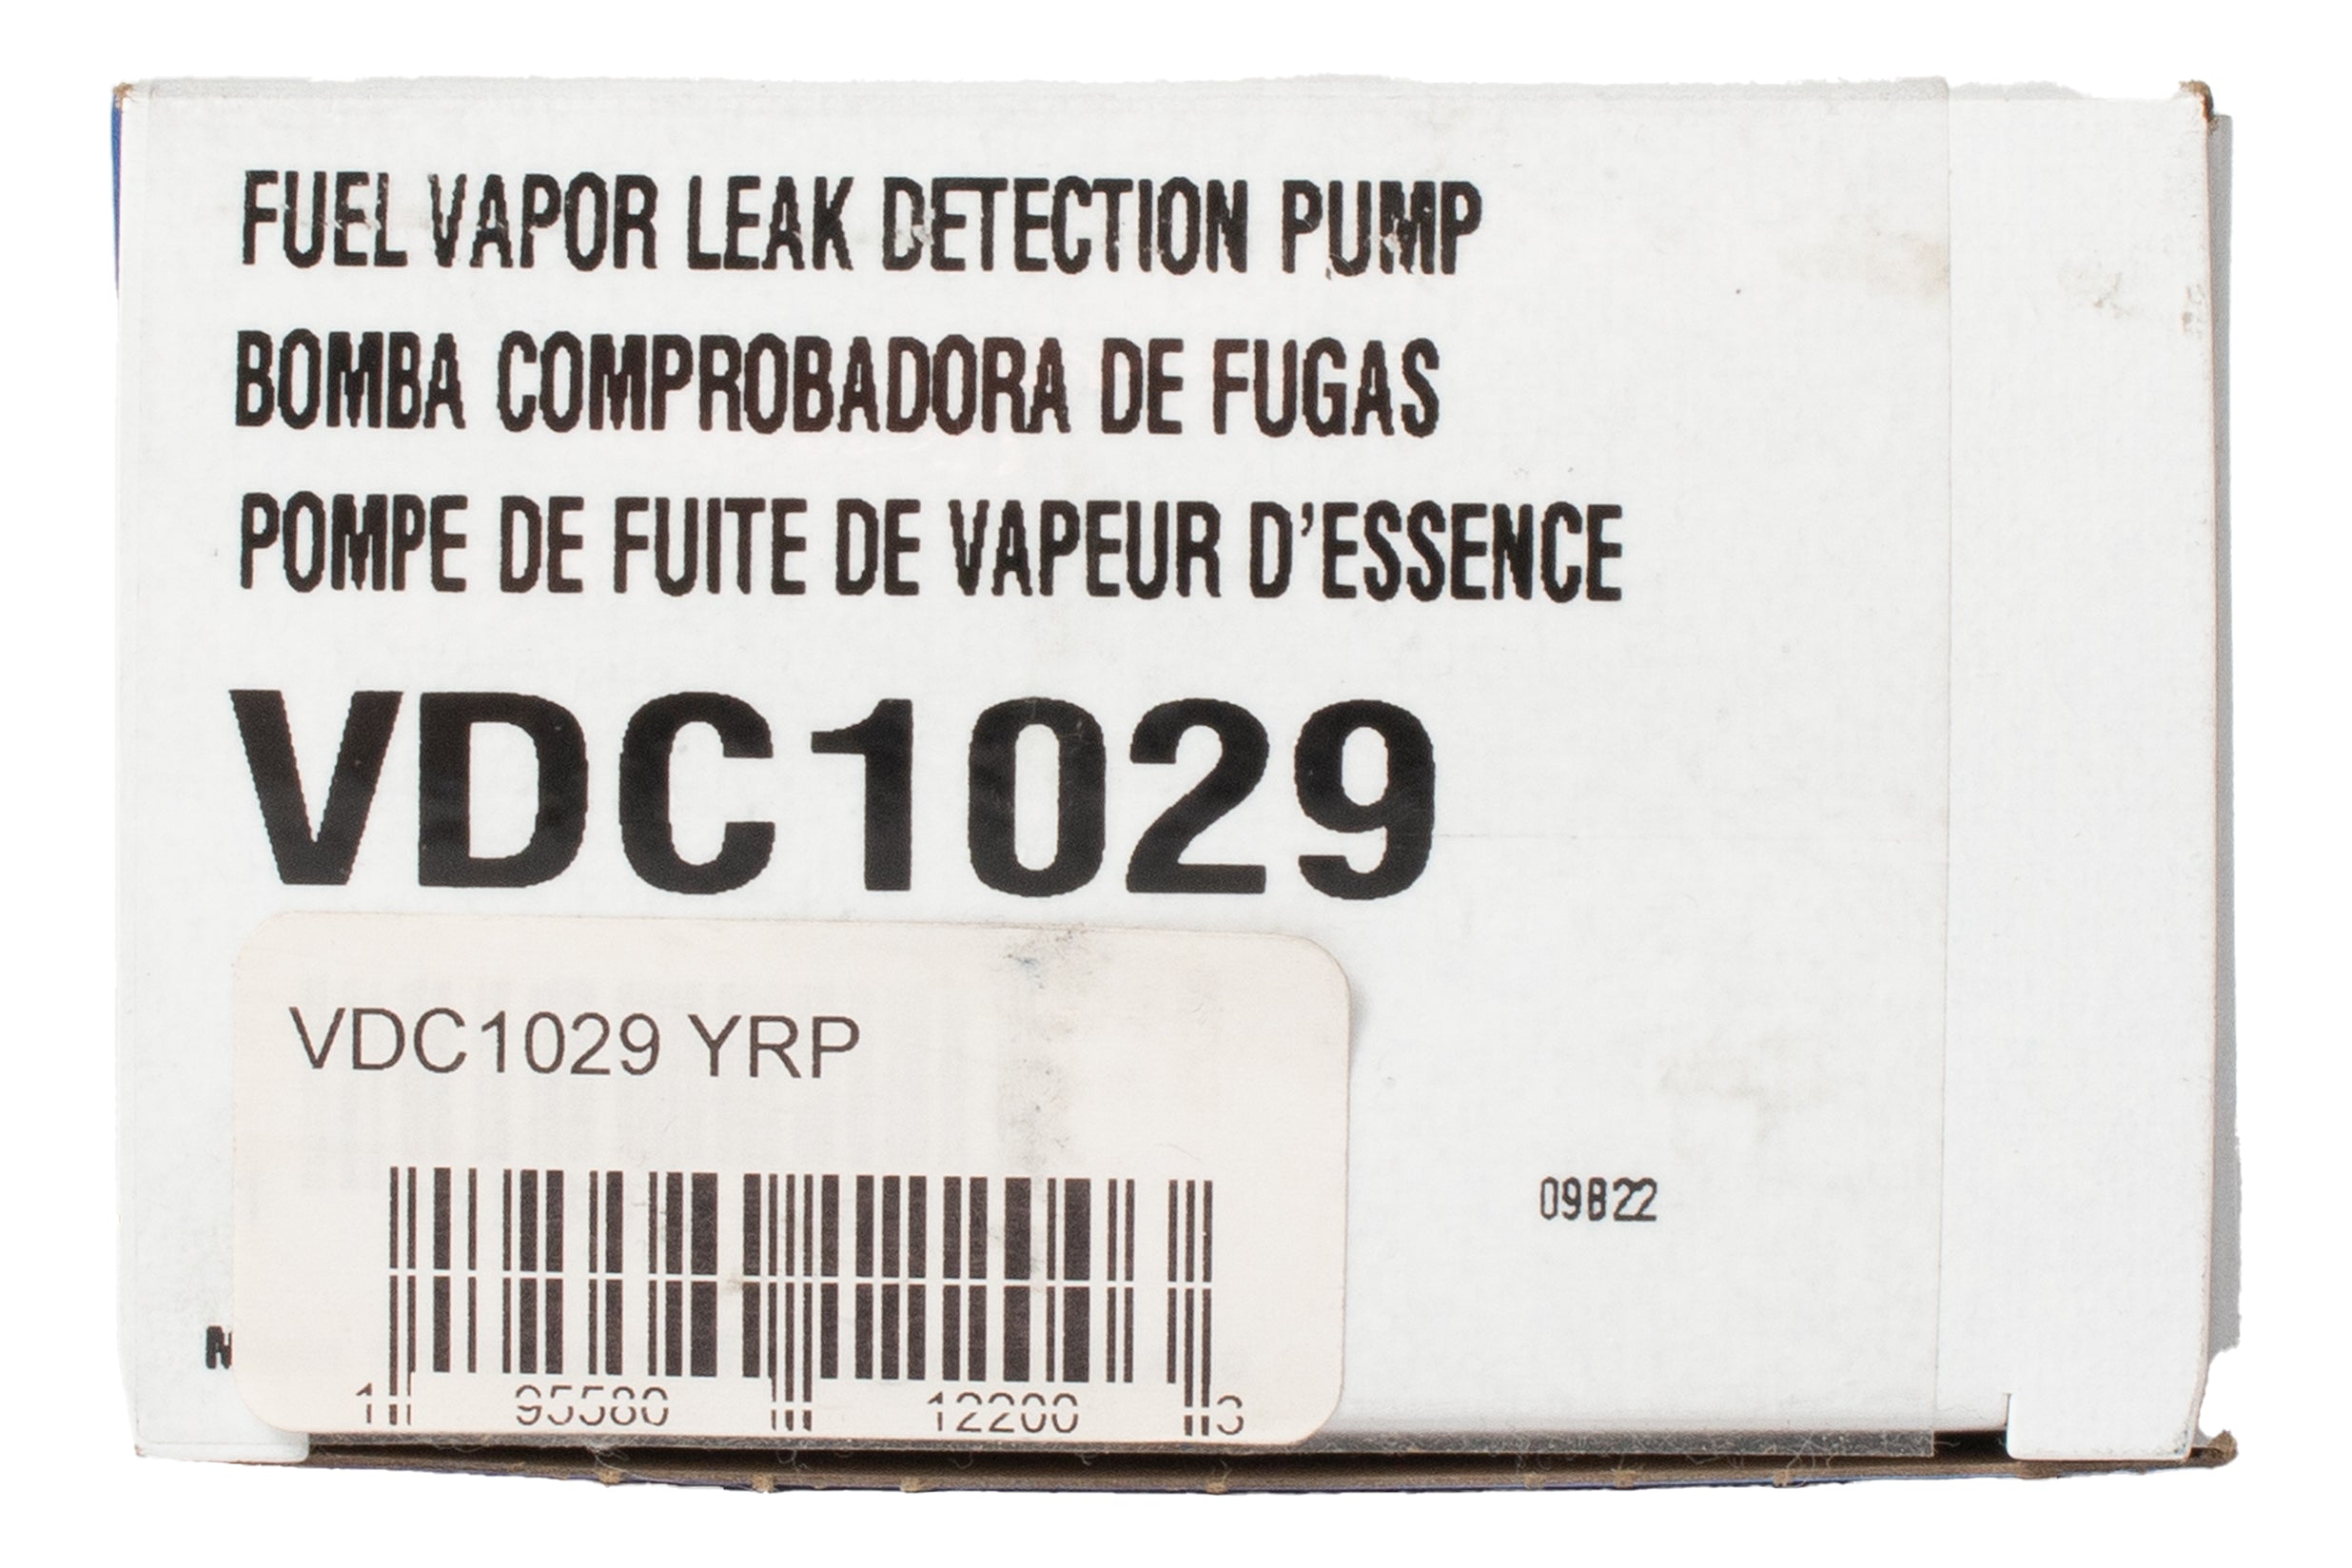 FUEL VAPOR LEAK DETECTION PUMP
BOMBA COMPROBADORA DE FUGAS
POMPE DE FUITE DE VAPEUR D'ESSENCE
VDC1029
VDC1029 YRP
09B22
1 95580 12200 3